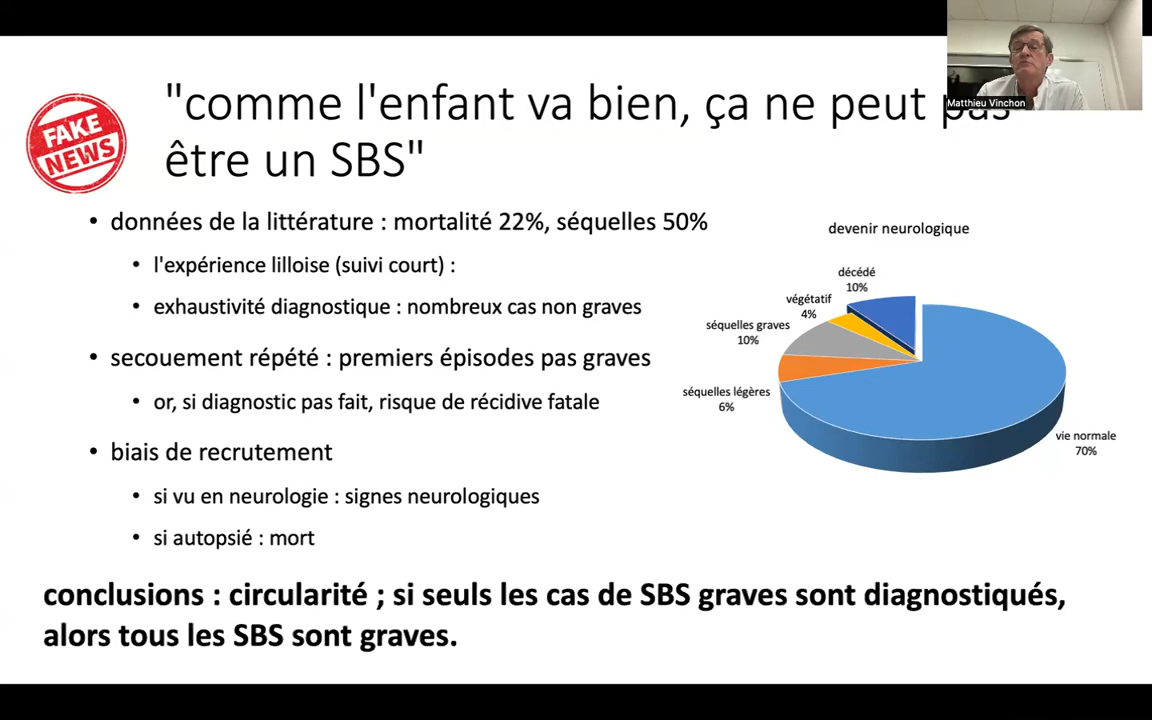 Matthieu Vinchon
FAKE
NEWS
"comme l'enfant va bien, ça ne peut pas
être un SBS"
• données de la littérature : mortalité 22%, séquelles 50%
• l'expérience lilloise (suivi court) :
• exhaustivité diagnostique : nombreux cas non graves
• secouement répété : premiers épisodes pas graves
• or, si diagnostic pas fait, risque de récidive fatale
• biais de recrutement
• si vu en neurologie : signes neurologiques
• si autopsié : mort
devenir neurologique
décédé
10%
végétatif
4%
séquelles graves
10%
séquelles légères
6%
vie normale
70%
conclusions : circularité ; si seuls les cas de SBS graves sont diagnostiqués,
alors tous les SBS sont graves.